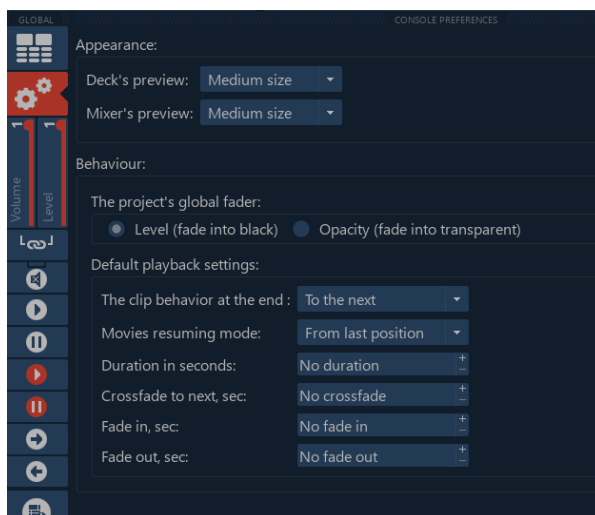 GLOBAL
CONSOLE PREFERENCES
Appearance:
Deck's preview: Medium size
Mixer's preview: Medium size
1 1
Volume
Level
Behaviour:
The project's global fader:
Level (fade into black) Opacity (fade into transparent)
Default playback settings:
The clip behavior at the end : To the next
Movies resuming mode: From last position
Duration in seconds: No duration
Crossfade to next, sec: No crossfade
Fade in, sec: No fade in
Fade out, sec: No fade out